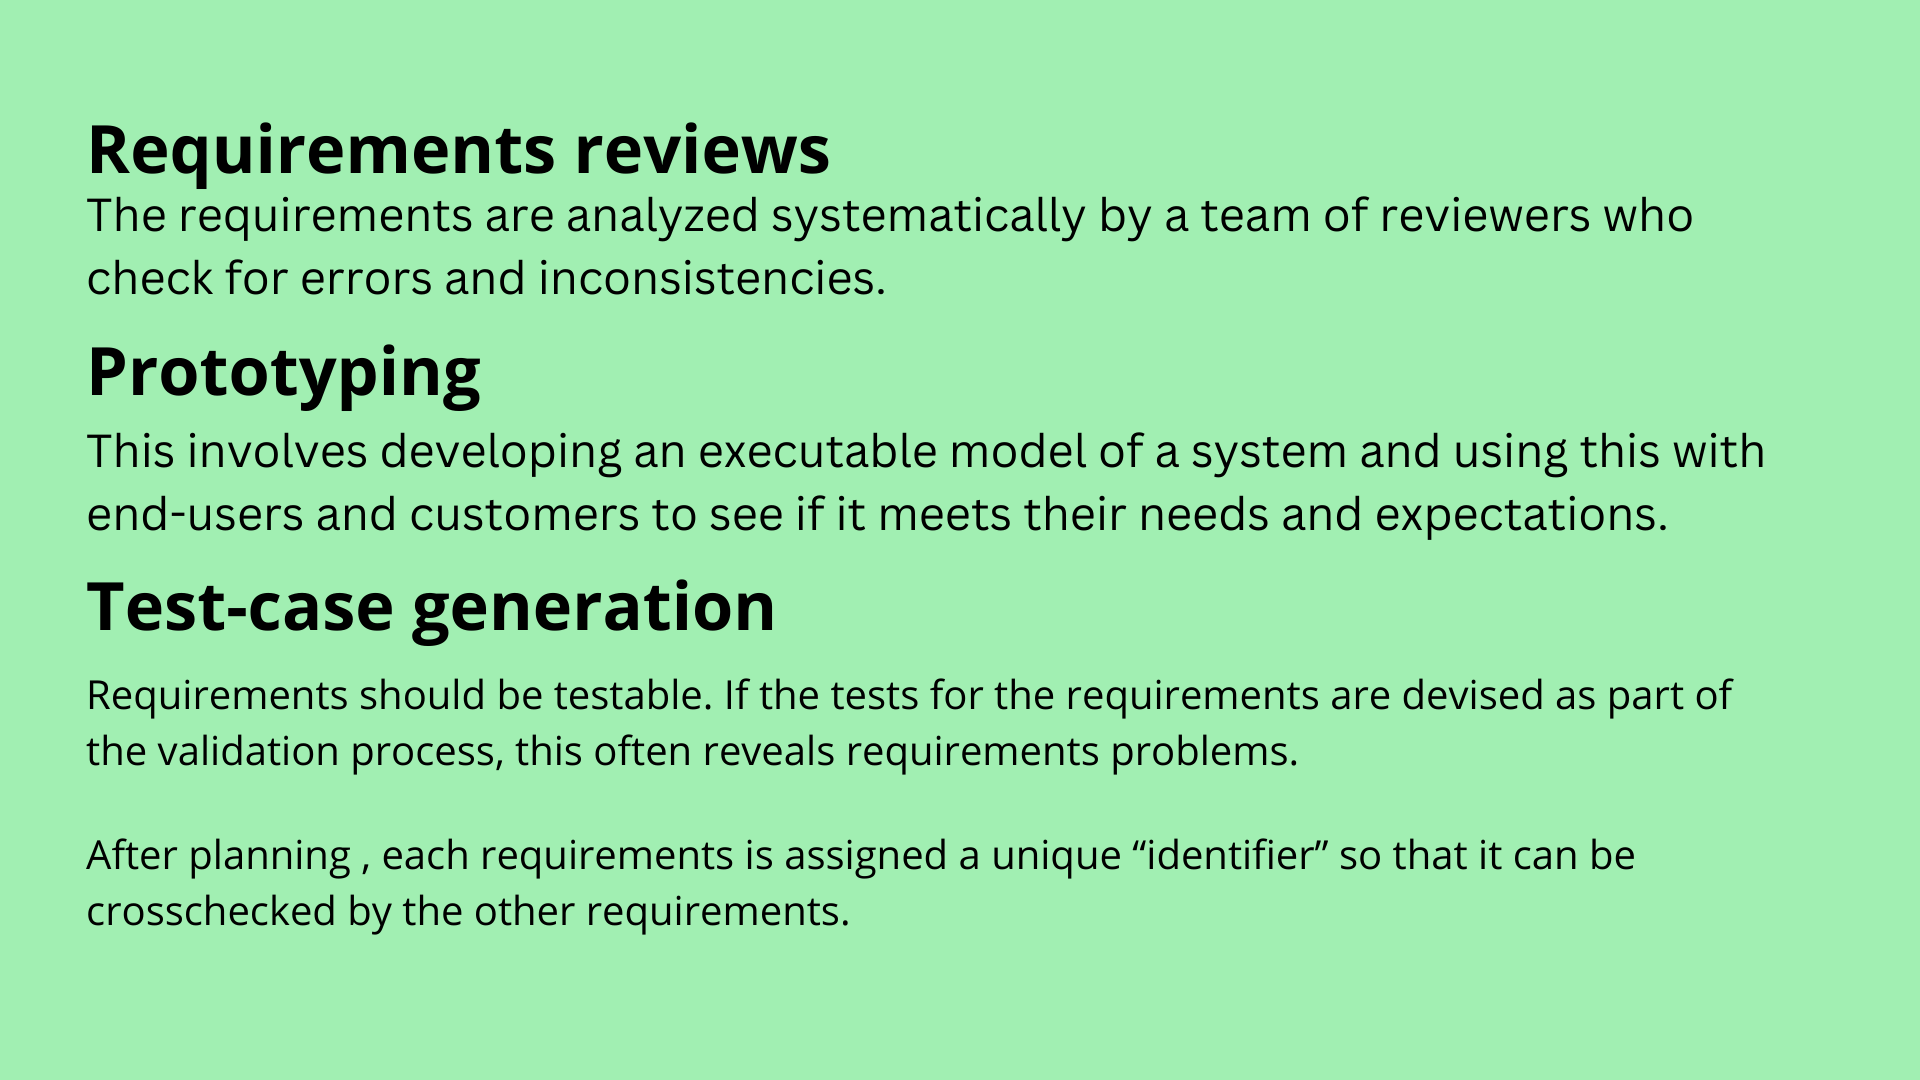 Requirements reviews
The requirements are analyzed systematically by a team of reviewers who
check for errors and inconsistencies.
Prototyping
This involves developing an executable model of a system and using this with
end-users and customers to see if it meets their needs and expectations.
Test-case generation
Requirements should be testable. If the tests for the requirements are devised as part of
the validation process, this often reveals requirements problems.
After planning , each requirements is assigned a unique “identifier” so that it can be
crosschecked by the other requirements.